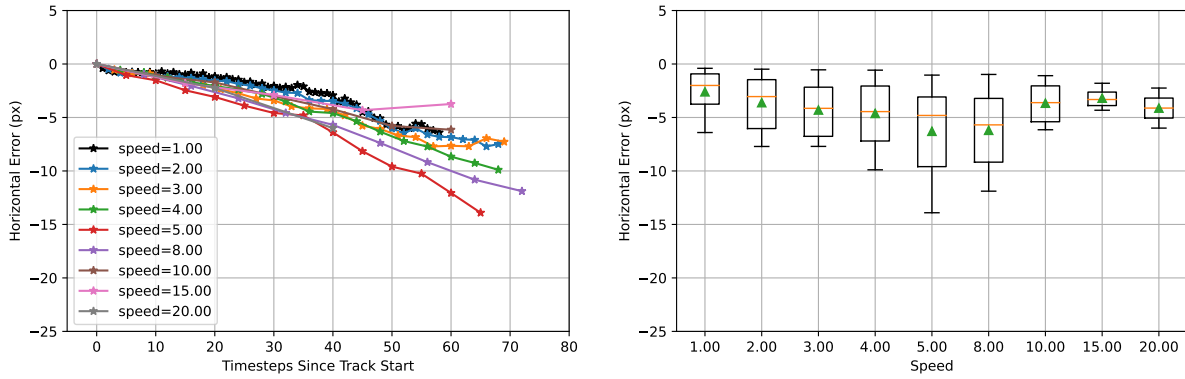 5
0
−5
−10
−15
−20
−25
Horizontal Error (px)
speed=1.00
speed=2.00
speed=3.00
speed=4.00
speed=5.00
speed=8.00
speed=10.00
speed=15.00
speed=20.00
0 10 20 30 40 50 60 70 80
Timesteps Since Track Start
5
0
−5
−10
−15
−20
−25
Horizontal Error (px)
1.00 2.00 3.00 4.00 5.00 8.00 10.00 15.00 20.00
Speed